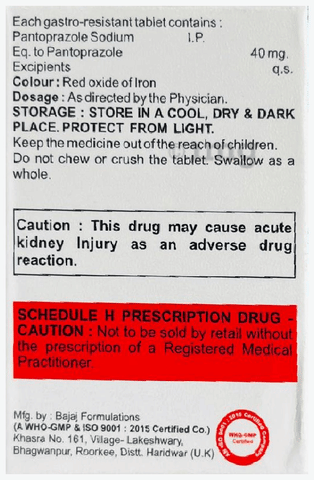 Each gastro-resistant tablet contains :
Pantoprazole Sodium I.P.
Eq. to Pantoprazole 40 mg.
Excipients q.s.
Colour : Red oxide of Iron
Dosage : As directed by the Physician.
STORAGE : STORE IN A COOL, DRY & DARK
PLACE. PROTECT FROM LIGHT.
Keep the medicine out of the reach of children.
Do not chew or crush the tablet. Swallow as a
whole.
Caution : This drug may cause acute
kidney Injury as an adverse drug
reaction.
SCHEDULE H PRESCRIPTION DRUG -
CAUTION : Not to be sold by retail without
the prescription of a Registered Medical
Practitioner.
Mfg. by : Bajaj Formulations
(A WHO-GMP & ISO 9001 : 2015 Certified Co.)
Khasra No. 161, Village- Lakeshwary,
Bhagwanpur, Roorkee, Distt. Haridwar (U.K)
WHO-GMP